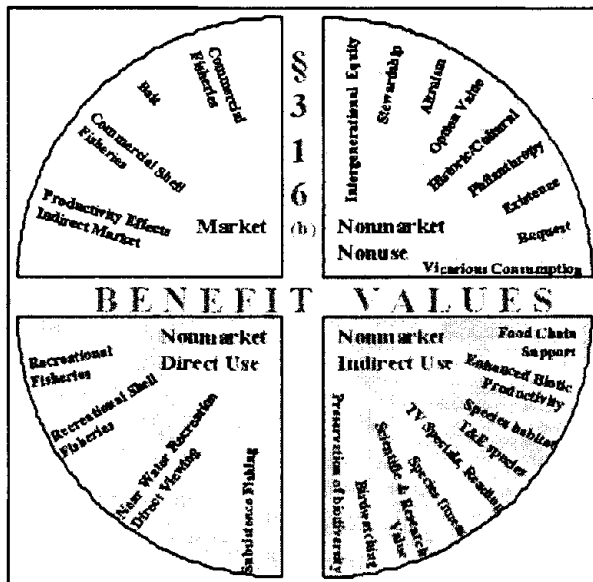 Commercial
Fisheries
Bait
Commercial Shell
Fisheries
Productivity Effects
Indirect Market
Market
§
3
1
6
(b)
Intergenerational Equity
Stewardship
Altruism
Option Value
Historic/Cultural
Philanthropy
Existence
Bequest
Vicarious Consumption
Nonmarket
Nonuse
BENEFIT VALUES
Nonmarket
Direct Use
Recreational
Fisheries
Recreational Shell
Fisheries
Near Water Recreation
Direct Viewing
Subsistence Fishing
Nonmarket
Indirect Use
Food Chain
Support
Enhanced Biotic
Productivity
Species habitat
T&E species
TV Specials, Reading
Species fitness
Scientific & Research
Value
Birdwatching
Preservation of biodiversity